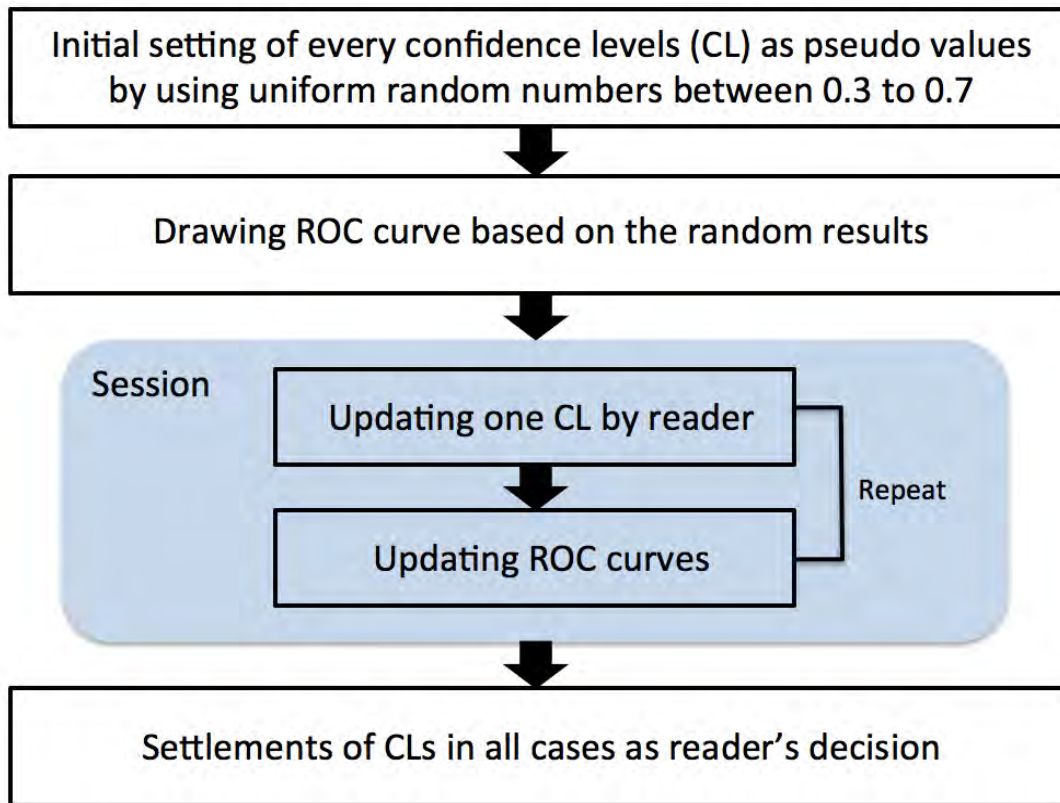 Initial setting of every confidence levels (CL) as pseudo values
by using uniform random numbers between 0.3 to 0.7
Drawing ROC curve based on the random results
Session
Updating one CL by reader
Repeat
Updating ROC curves
Settlements of CLs in all cases as reader's decision